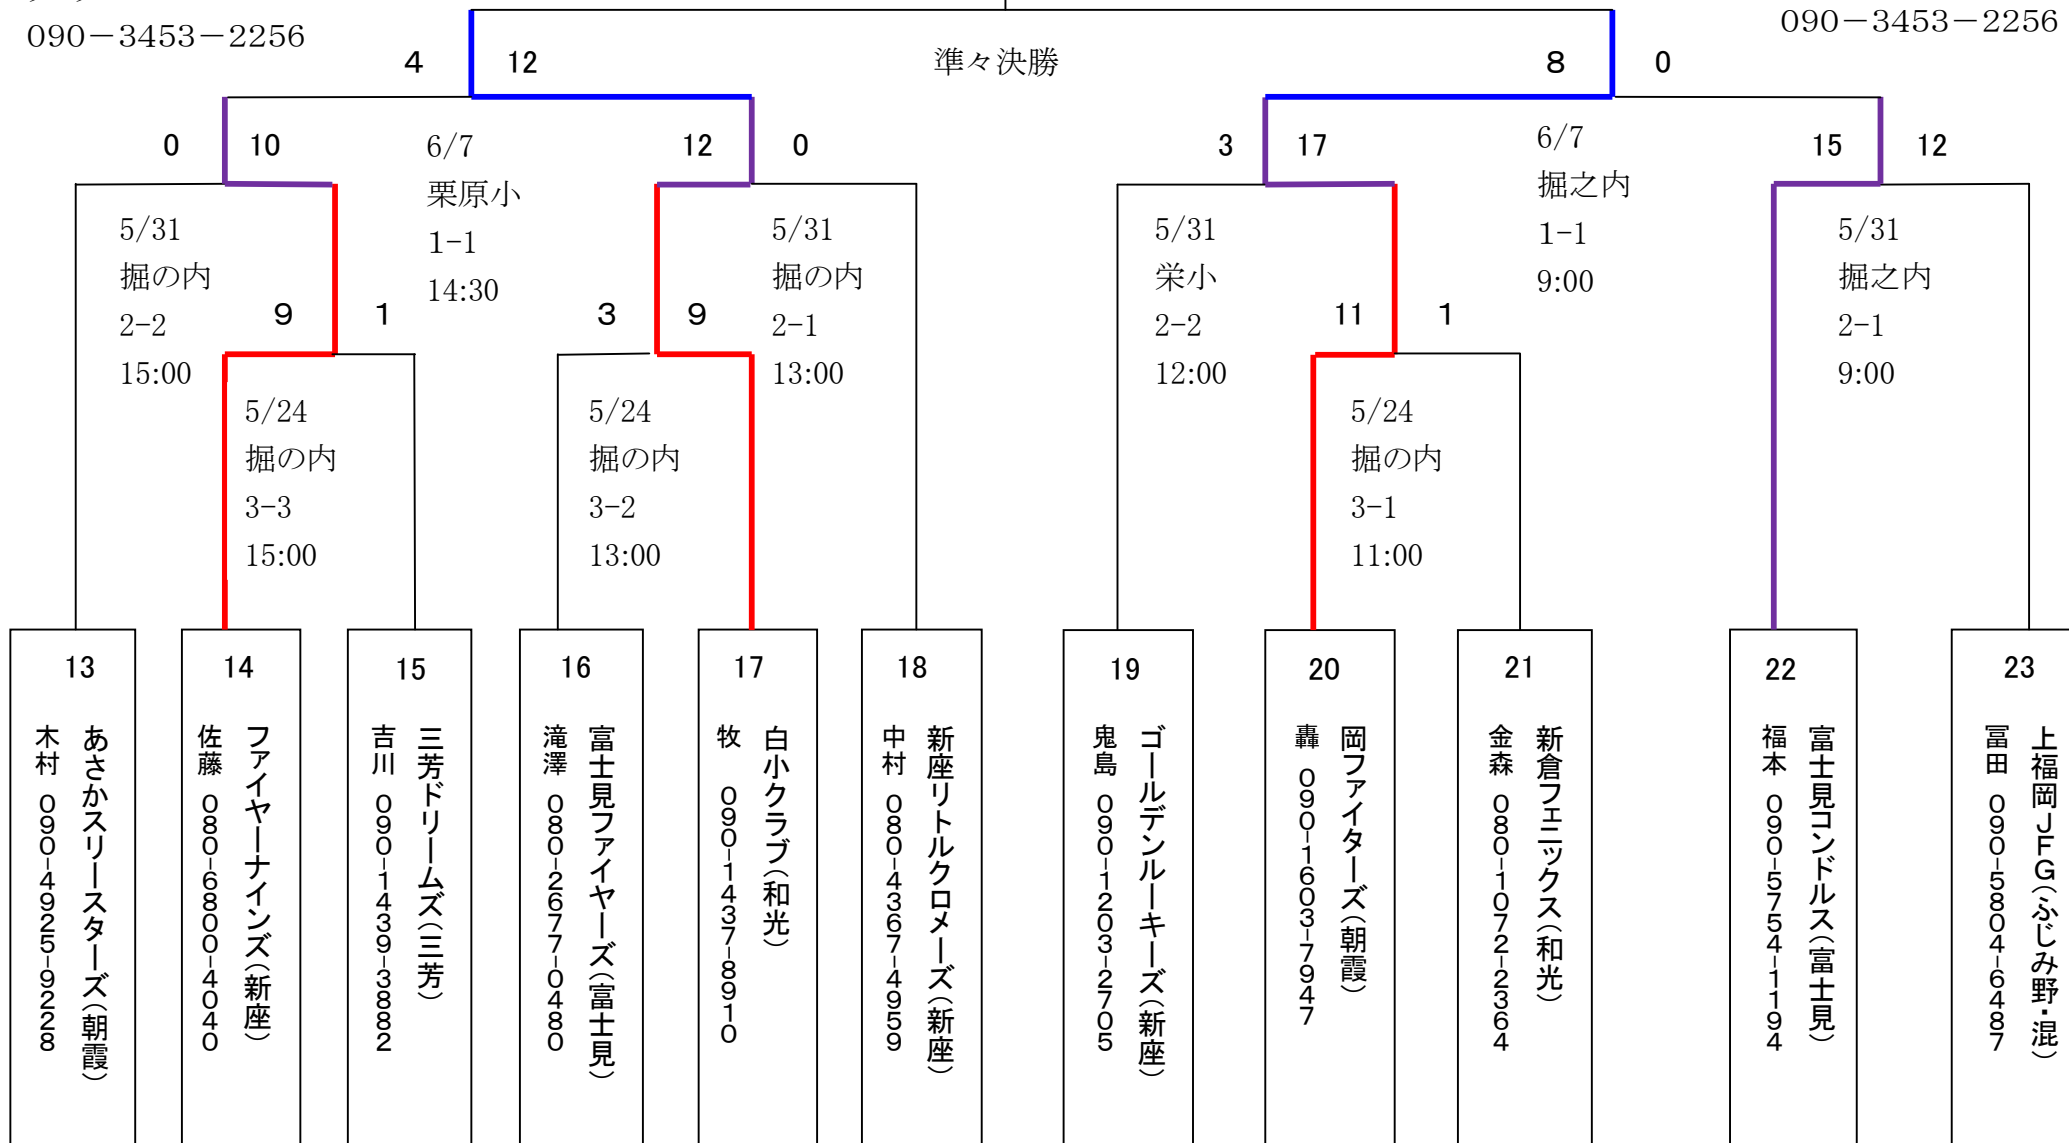 090－3453－2256
090－3453－2256
4
12
準々決勝
8
0
0
10
6/7
栗原小
1-1
14:30
12
0
3
17
6/7
掘之内
1-1
9:00
15
12
5/31
掘の内
2-2
15:00
5/31
掘の内
2-1
13:00
5/31
栄小
2-2
12:00
5/31
掘之内
2-1
9:00
9
1
3
9
11
1
5/24
掘の内
3-3
15:00
5/24
掘の内
3-2
13:00
5/24
掘の内
3-1
11:00
13
あさかスリースターズ（朝霞）
木村　090-4925-9228
14
ファイヤーナインズ（新座）
佐藤　080-6800-4040
15
三芳ドリームズ（三芳）
吉川　090-1439-3882
16
富士見ファイヤーズ（富士見）
滝澤　080-2677-0480
17
白小クラブ（和光）
牧　090-1437-8910
18
新座リトルクロメーズ（新座）
中村　080-4367-4959
19
ゴールデンルーキーズ（新座）
鬼島　090-1203-2705
20
岡ファイターズ（朝霞）
轟　090-1603-7947
21
新倉フェニックス（和光）
金森　080-1072-2364
22
富士見コンドルス（富士見）
福本　090-5754-1194
23
上福岡ＪＦＧ（ふじみ野・混）
冨田　090-5804-6487